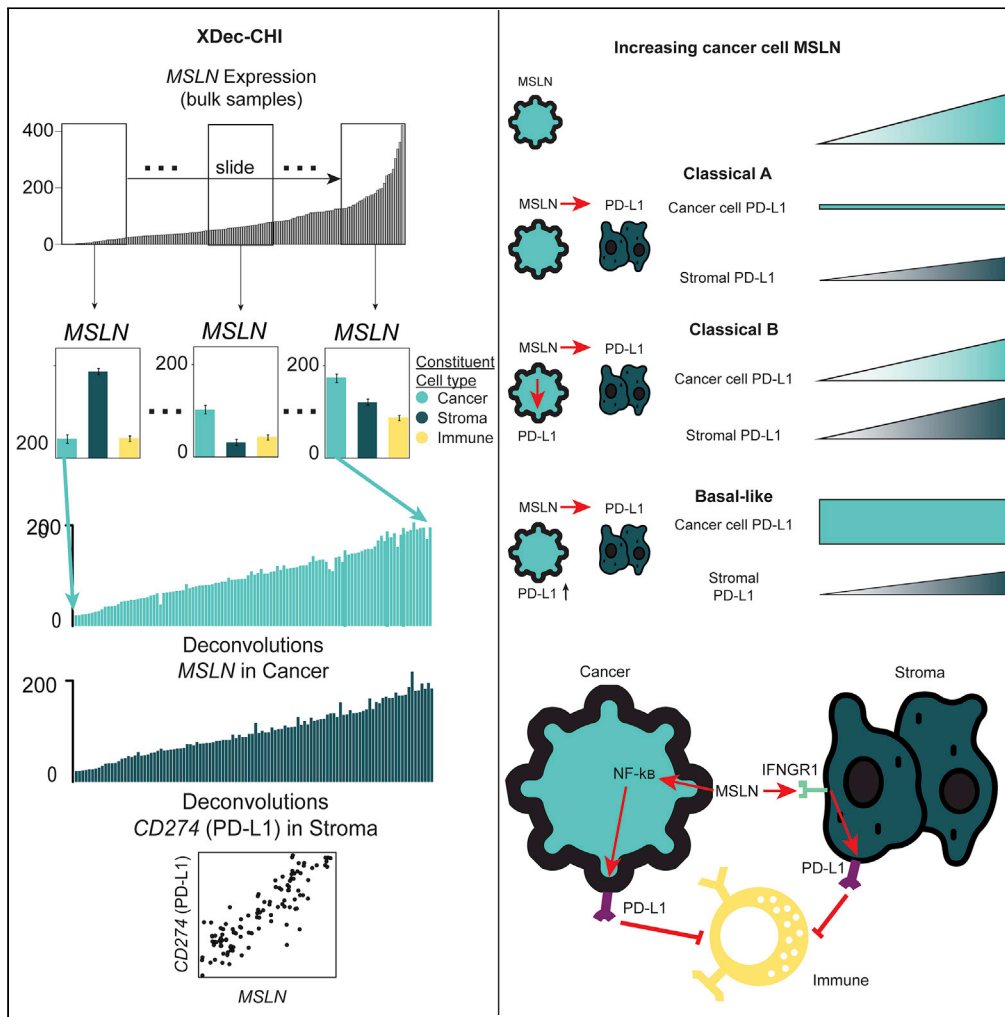 XDec-CHI
MSLN Expression
(bulk samples)
400
200
0
slide
MSLN
MSLN
MSLN
200
200
0
200
0
Constituent
Cell type
Cancer
Stroma
Immune
200
0
Deconvolutions
MSLN in Cancer
200
0
Deconvolutions
CD274 (PD-L1) in Stroma
CD274 (PD-L1)
MSLN
Increasing cancer cell MSLN
MSLN
Classical A
MSLN
PD-L1
Cancer cell PD-L1
Stromal PD-L1
Classical B
MSLN
PD-L1
Cancer cell PD-L1
PD-L1
Stromal PD-L1
Basal-like
MSLN
PD-L1
Cancer cell PD-L1
PD-L1
Stromal
PD-L1
Cancer
Stroma
NF-kB
MSLN
IFNGR1
PD-L1
PD-L1
Immune